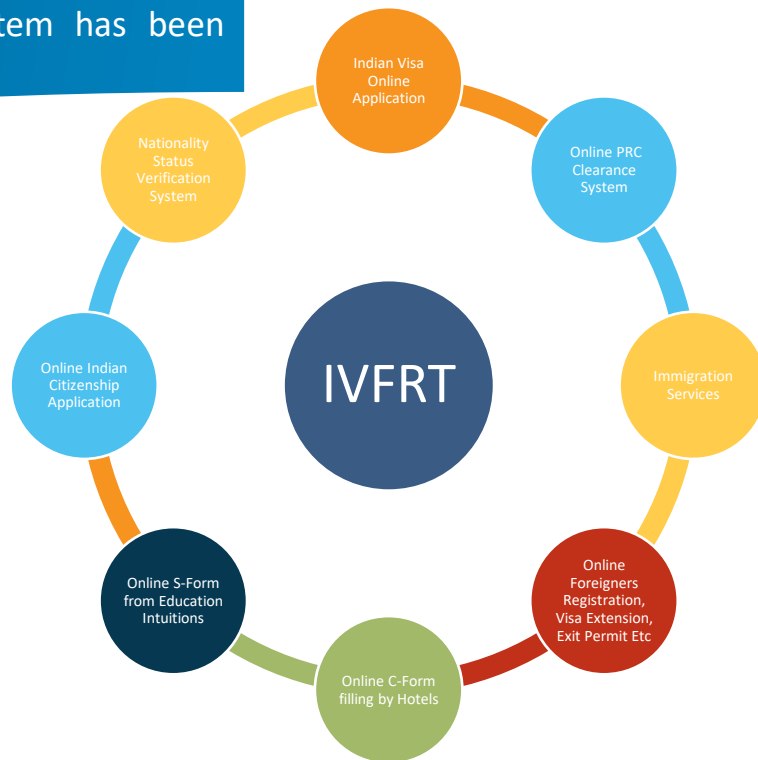 tem has been
Indian Visa
Online
Application
Online PRC
Clearance
System
Immigration
Services
Online
Foreigners
Registration,
Visa Extension,
Exit Permit Etc
Online C-Form
filling by Hotels
Online S-Form
from Education
Intuitions
Online Indian
Citizenship
Application
Nationality
Status
Verification
System
IVFRT